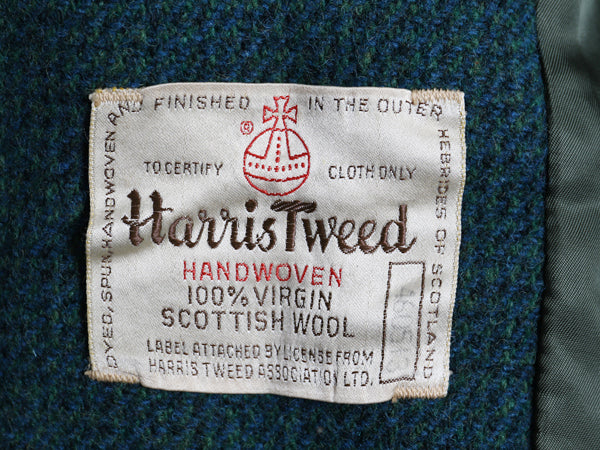 DYED, SPUN, HANDWOVEN AND FINISHED IN THE OUTER HEBRIDES OF SCOTLAND
®
TO CERTIFY CLOTH ONLY
Harris Tweed
HANDWOVEN
100% VIRGIN
SCOTTISH WOOL
LABEL ATTACHED BY LICENSE FROM
HARRIS TWEED ASSOCIATION LTD.